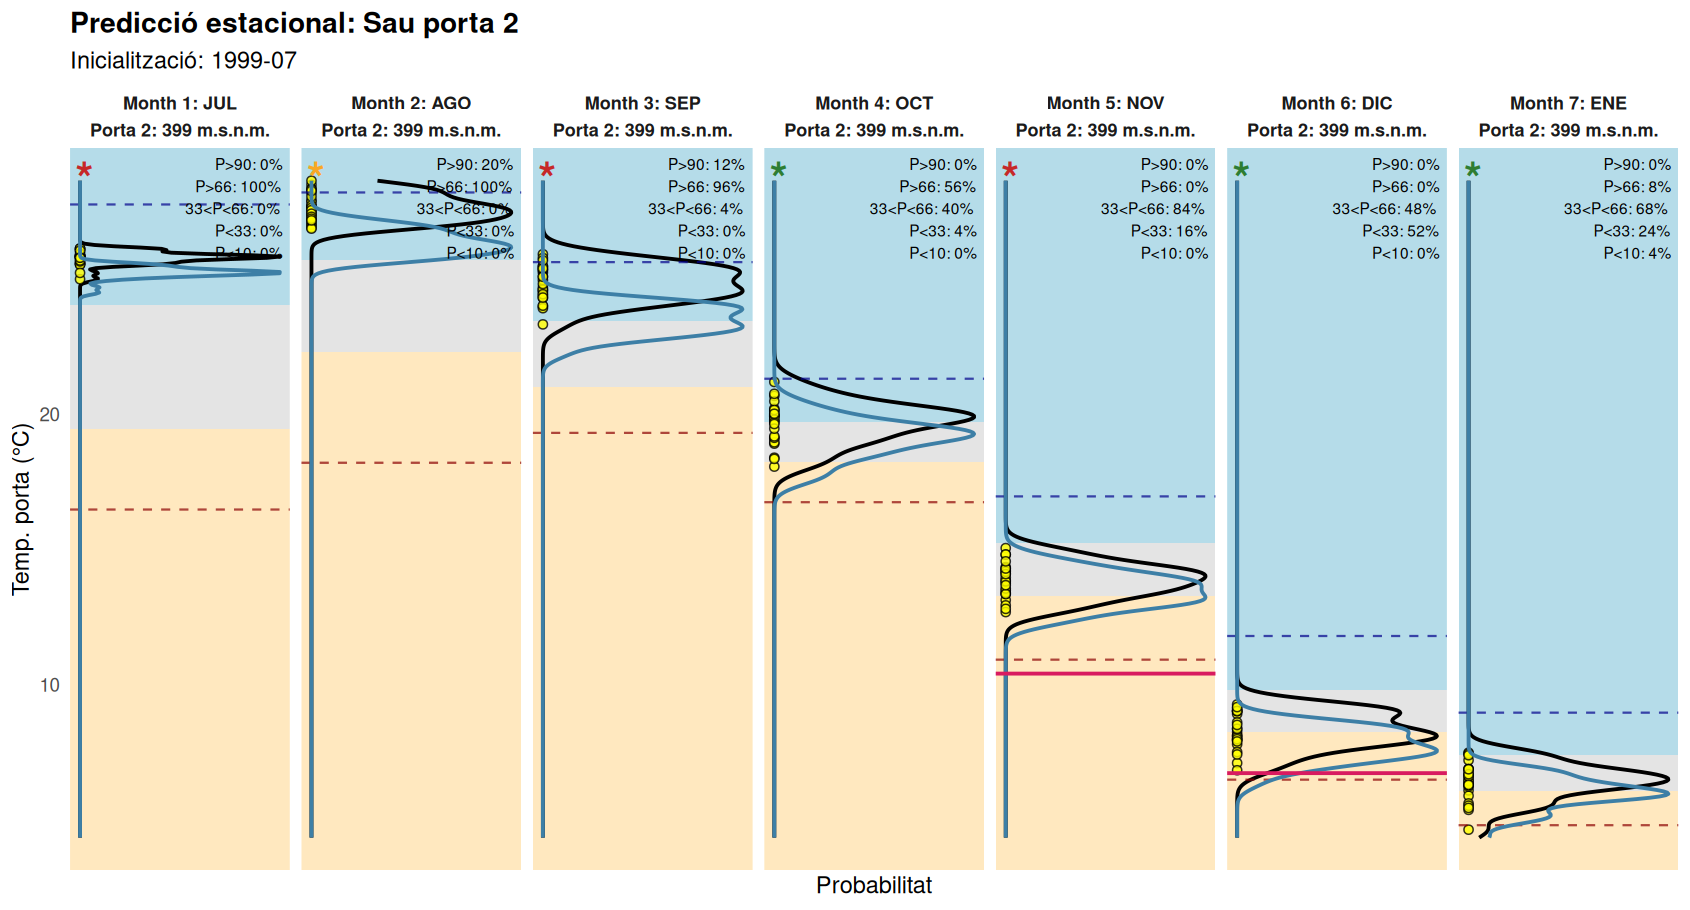 Predicció estacional: Sau porta 2
Inicialització: 1999-07
Month 1: JUL
Porta 2: 399 m.s.n.m.
Month 2: AGO
Porta 2: 399 m.s.n.m.
Month 3: SEP
Porta 2: 399 m.s.n.m.
Month 4: OCT
Porta 2: 399 m.s.n.m.
Month 5: NOV
Porta 2: 399 m.s.n.m.
Month 6: DIC
Porta 2: 399 m.s.n.m.
Month 7: ENE
Porta 2: 399 m.s.n.m.
P>90: 0%
P>66: 100%
33<P<66: 0%
P<33: 0%
P<10: 0%
P>90: 20%
P>66: 100%
33<P<66: 0%
P<33: 0%
P<10: 0%
P>90: 12%
P>66: 96%
33<P<66: 4%
P<33: 0%
P<10: 0%
P>90: 0%
P>66: 56%
33<P<66: 40%
P<33: 4%
P<10: 0%
P>90: 0%
P>66: 0%
33<P<66: 84%
P<33: 16%
P<10: 0%
P>90: 0%
P>66: 0%
33<P<66: 48%
P<33: 52%
P<10: 0%
P>90: 0%
P>66: 8%
33<P<66: 68%
P<33: 24%
P<10: 4%
20
10
Temp. porta (°C)
Probabilitat